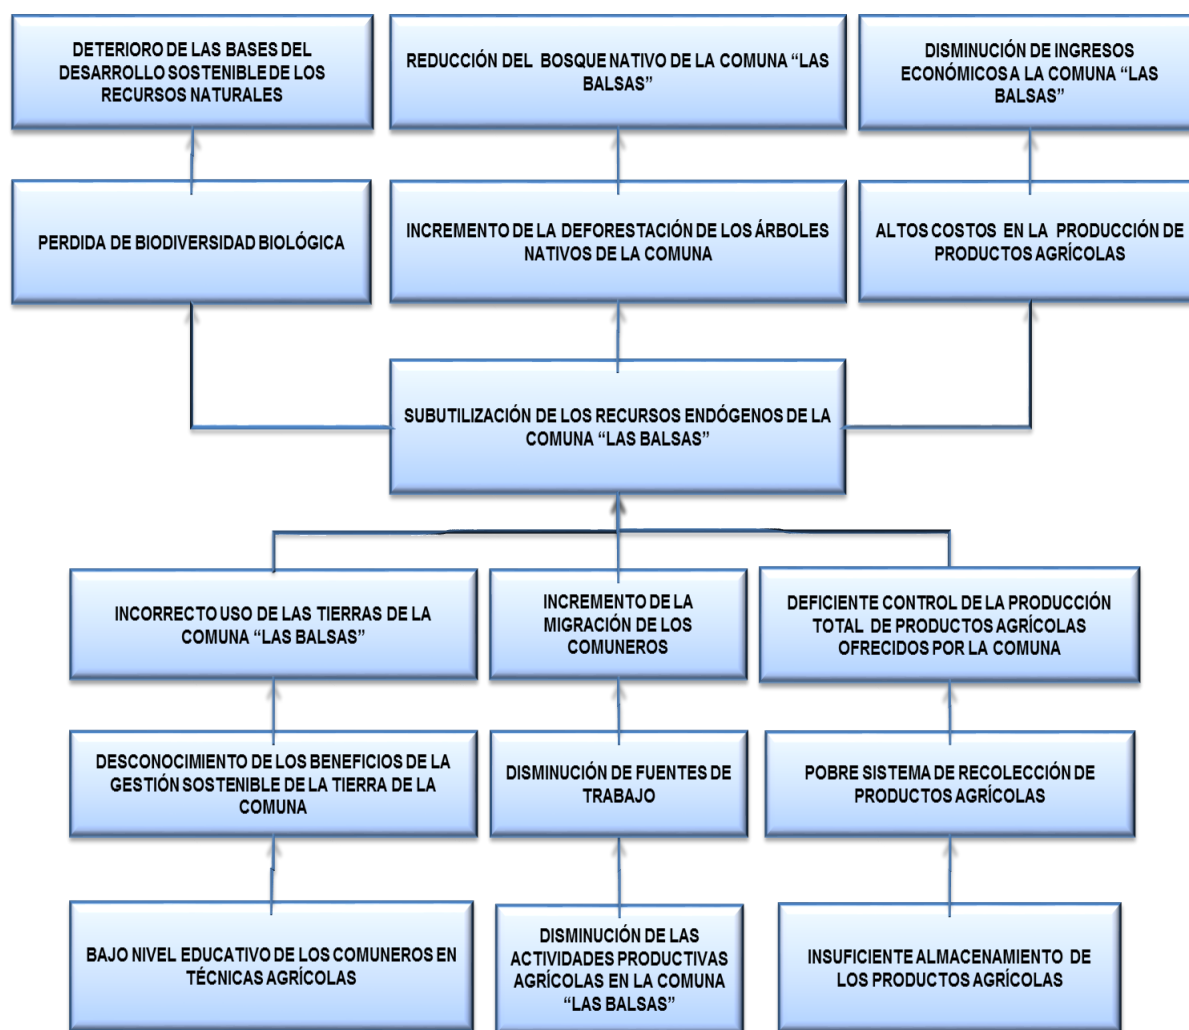 DETERIORO DE LAS BASES DEL
DESARROLLO SOSTENIBLE DE LOS
RECURSOS NATURALES
REDUCCIÓN DEL BOSQUE NATIVO DE LA COMUNA “LAS
BALSAS”
DISMINUCIÓN DE INGRESOS
ECONÓMICOS A LA COMUNA “LAS
BALSAS”
PERDIDA DE BIODIVERSIDAD BIOLÓGICA
INCREMENTO DE LA DEFORESTACIÓN DE LOS ÁRBOLES
NATIVOS DE LA COMUNA
ALTOS COSTOS EN LA PRODUCCIÓN DE
PRODUCTOS AGRÍCOLAS
SUBUTILIZACIÓN DE LOS RECURSOS ENDÓGENOS DE LA
COMUNA “LAS BALSAS”
INCORRECTO USO DE LAS TIERRAS DE LA
COMUNA “LAS BALSAS”
INCREMENTO DE LA
MIGRACIÓN DE LOS
COMUNEROS
DEFICIENTE CONTROL DE LA PRODUCCIÓN
TOTAL DE PRODUCTOS AGRÍCOLAS
OFRECIDOS POR LA COMUNA
DESCONOCIMIENTO DE LOS BENEFICIOS DE LA
GESTIÓN SOSTENIBLE DE LA TIERRA DE LA
COMUNA
DISMINUCIÓN DE FUENTES DE
TRABAJO
POBRE SISTEMA DE RECOLECCIÓN DE
PRODUCTOS AGRÍCOLAS
BAJO NIVEL EDUCATIVO DE LOS COMUNEROS EN
TÉCNICAS AGRÍCOLAS
DISMINUCIÓN DE LAS
ACTIVIDADES PRODUCTIVAS
AGRÍCOLAS EN LA COMUNA
“LAS BALSAS”
INSUFICIENTE ALMACENAMIENTO DE
LOS PRODUCTOS AGRÍCOLAS